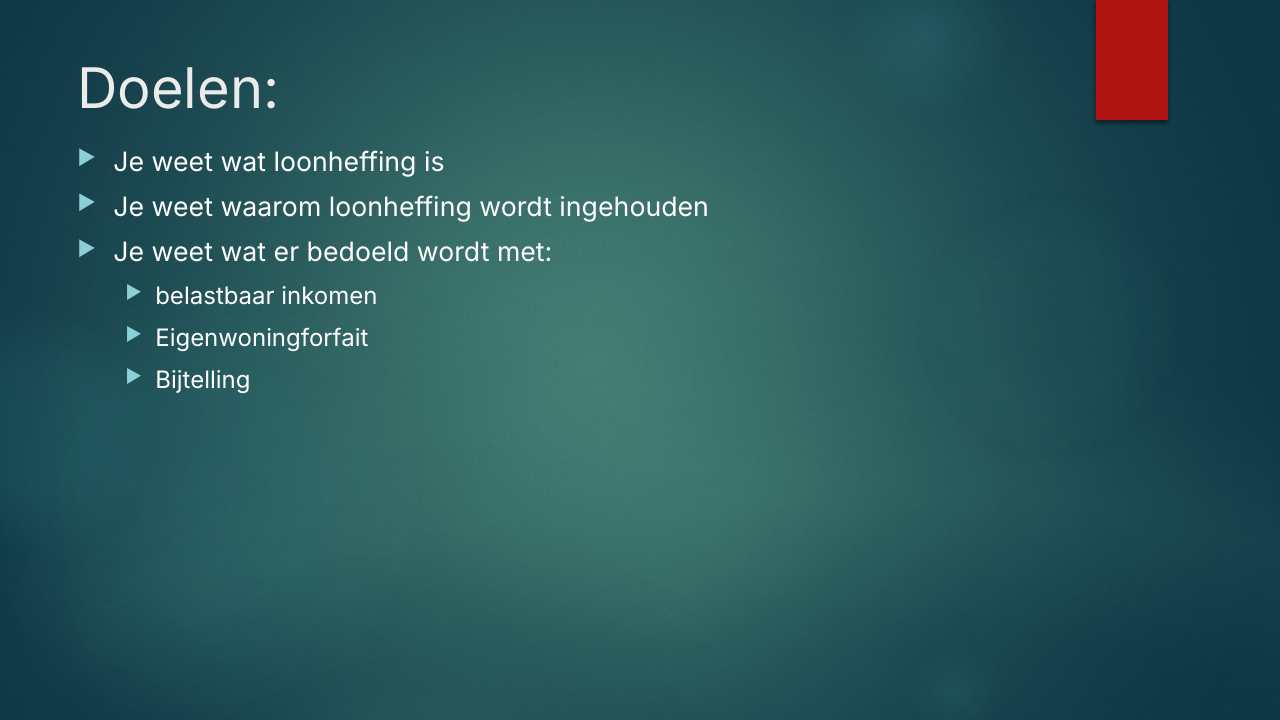 Doelen:
Je weet wat loonheffing is
Je weet waarom loonheffing wordt ingehouden
Je weet wat er bedoeld wordt met:
belastbaar inkomen
Eigenwoningforfait
Bijtelling